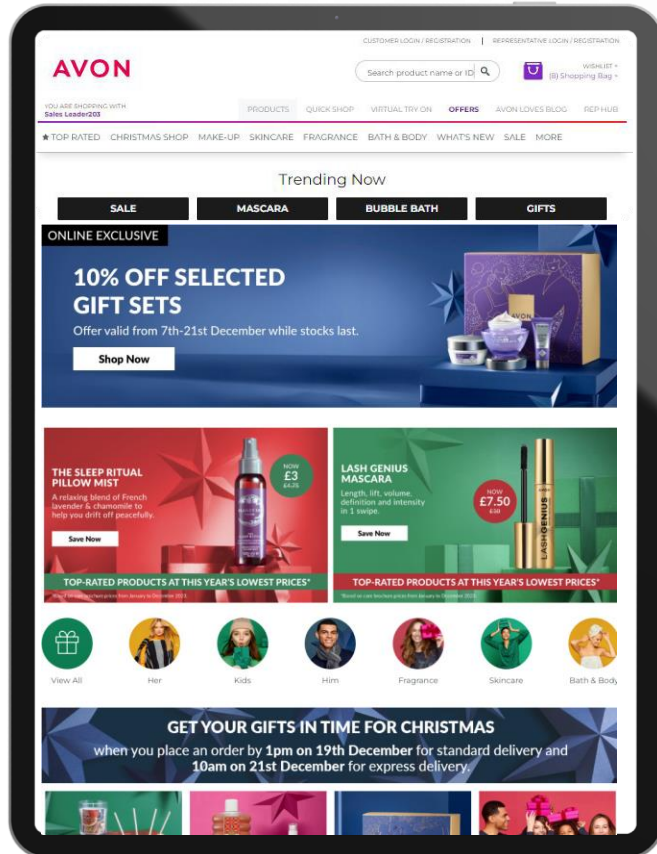 CUSTOMER LOGIN / REGISTRATION | REPRESENTATIVE LOGIN / REGISTRATION
AVON
Search product name or ID
WISHLIST
(8) Shopping Bag
YOU ARE SHOPPING WITH
Sales Leader203
PRODUCTS QUICK SHOP VIRTUAL TRY ON OFFERS AVON LOVES BLOG REP HUB
★ TOP RATED CHRISTMAS SHOP MAKE-UP SKINCARE FRAGRANCE BATH & BODY WHAT'S NEW SALE MORE
Trending Now
SALE MASCARA BUBBLE BATH GIFTS
ONLINE EXCLUSIVE
10% OFF SELECTED
GIFT SETS
Offer valid from 7th-21st December while stocks last.
Shop Now
AVON
THE SLEEP RITUAL
PILLOW MIST
A relaxing blend of French
lavender & chamomile to
help you drift off peacefully.
Save Now
NOW
£3
£4.75
TOP-RATED PRODUCTS AT THIS YEAR'S LOWEST PRICES*
LASH GENIUS
MASCARA
Length, lift, volume,
definition and intensity
in 1 swipe.
Save Now
NOW
£7.50
£10
LASHGENIUS
TOP-RATED PRODUCTS AT THIS YEAR'S LOWEST PRICES*
View All Her Kids Him Fragrance Skincare Bath & Body
GET YOUR GIFTS IN TIME FOR CHRISTMAS
when you place an order by 1pm on 19th December for standard delivery and
10am on 21st December for express delivery.